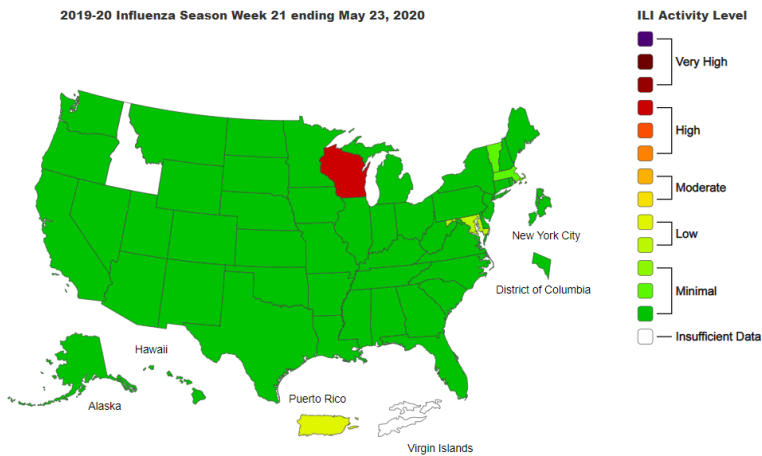 2019-20 Influenza Season Week 21 ending May 23, 2020
ILI Activity Level
Very High
High
Moderate
Low
Minimal
Insufficient Data
New York City
District of Columbia
Hawaii
Alaska
Puerto Rico
Virgin Islands